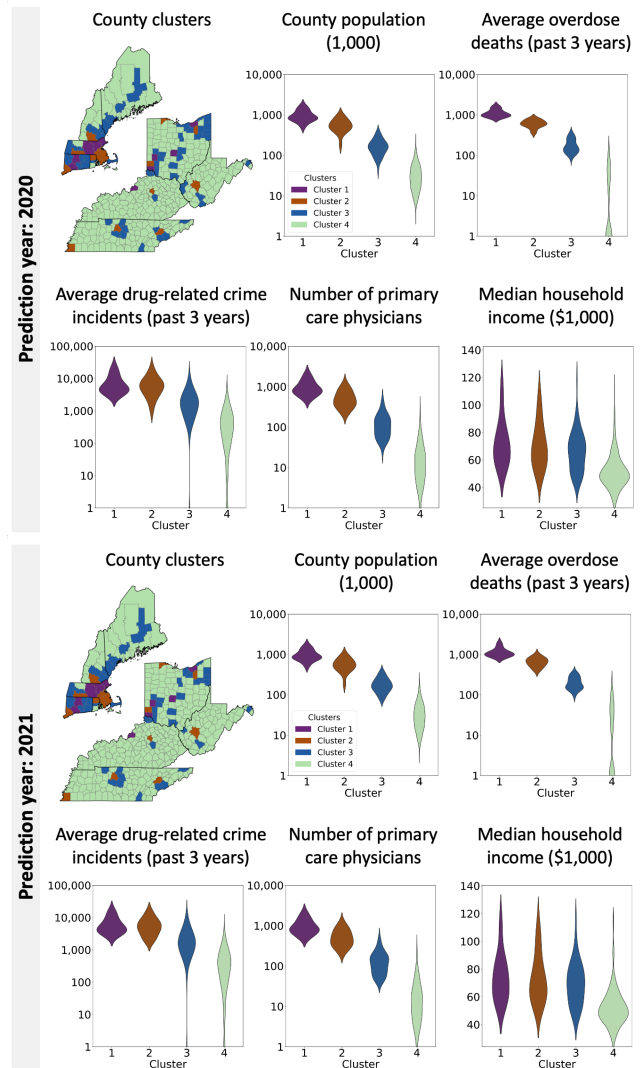 Prediction year: 2020
County clusters
County population
(1,000)
Average overdose
deaths (past 3 years)
10,000
1,000
100
10
1
Clusters
Cluster 1
Cluster 2
Cluster 3
Cluster 4
1 2 3 4
Cluster
10,000
1,000
100
10
1
1 2 3 4
Cluster
Average drug-related crime
incidents (past 3 years)
Number of primary
care physicians
Median household
income ($1,000)
100,000
10,000
1,000
100
10
1
1 2 3 4
Cluster
10,000
1,000
100
10
1
1 2 3 4
Cluster
140
120
100
80
60
40
1 2 3 4
Cluster
Prediction year: 2021
County clusters
County population
(1,000)
Average overdose
deaths (past 3 years)
10,000
1,000
100
10
1
Clusters
Cluster 1
Cluster 2
Cluster 3
Cluster 4
1 2 3 4
Cluster
10,000
1,000
100
10
1
1 2 3 4
Cluster
Average drug-related crime
incidents (past 3 years)
Number of primary
care physicians
Median household
income ($1,000)
100,000
10,000
1,000
100
10
1
1 2 3 4
Cluster
10,000
1,000
100
10
1
1 2 3 4
Cluster
140
120
100
80
60
40
1 2 3 4
Cluster